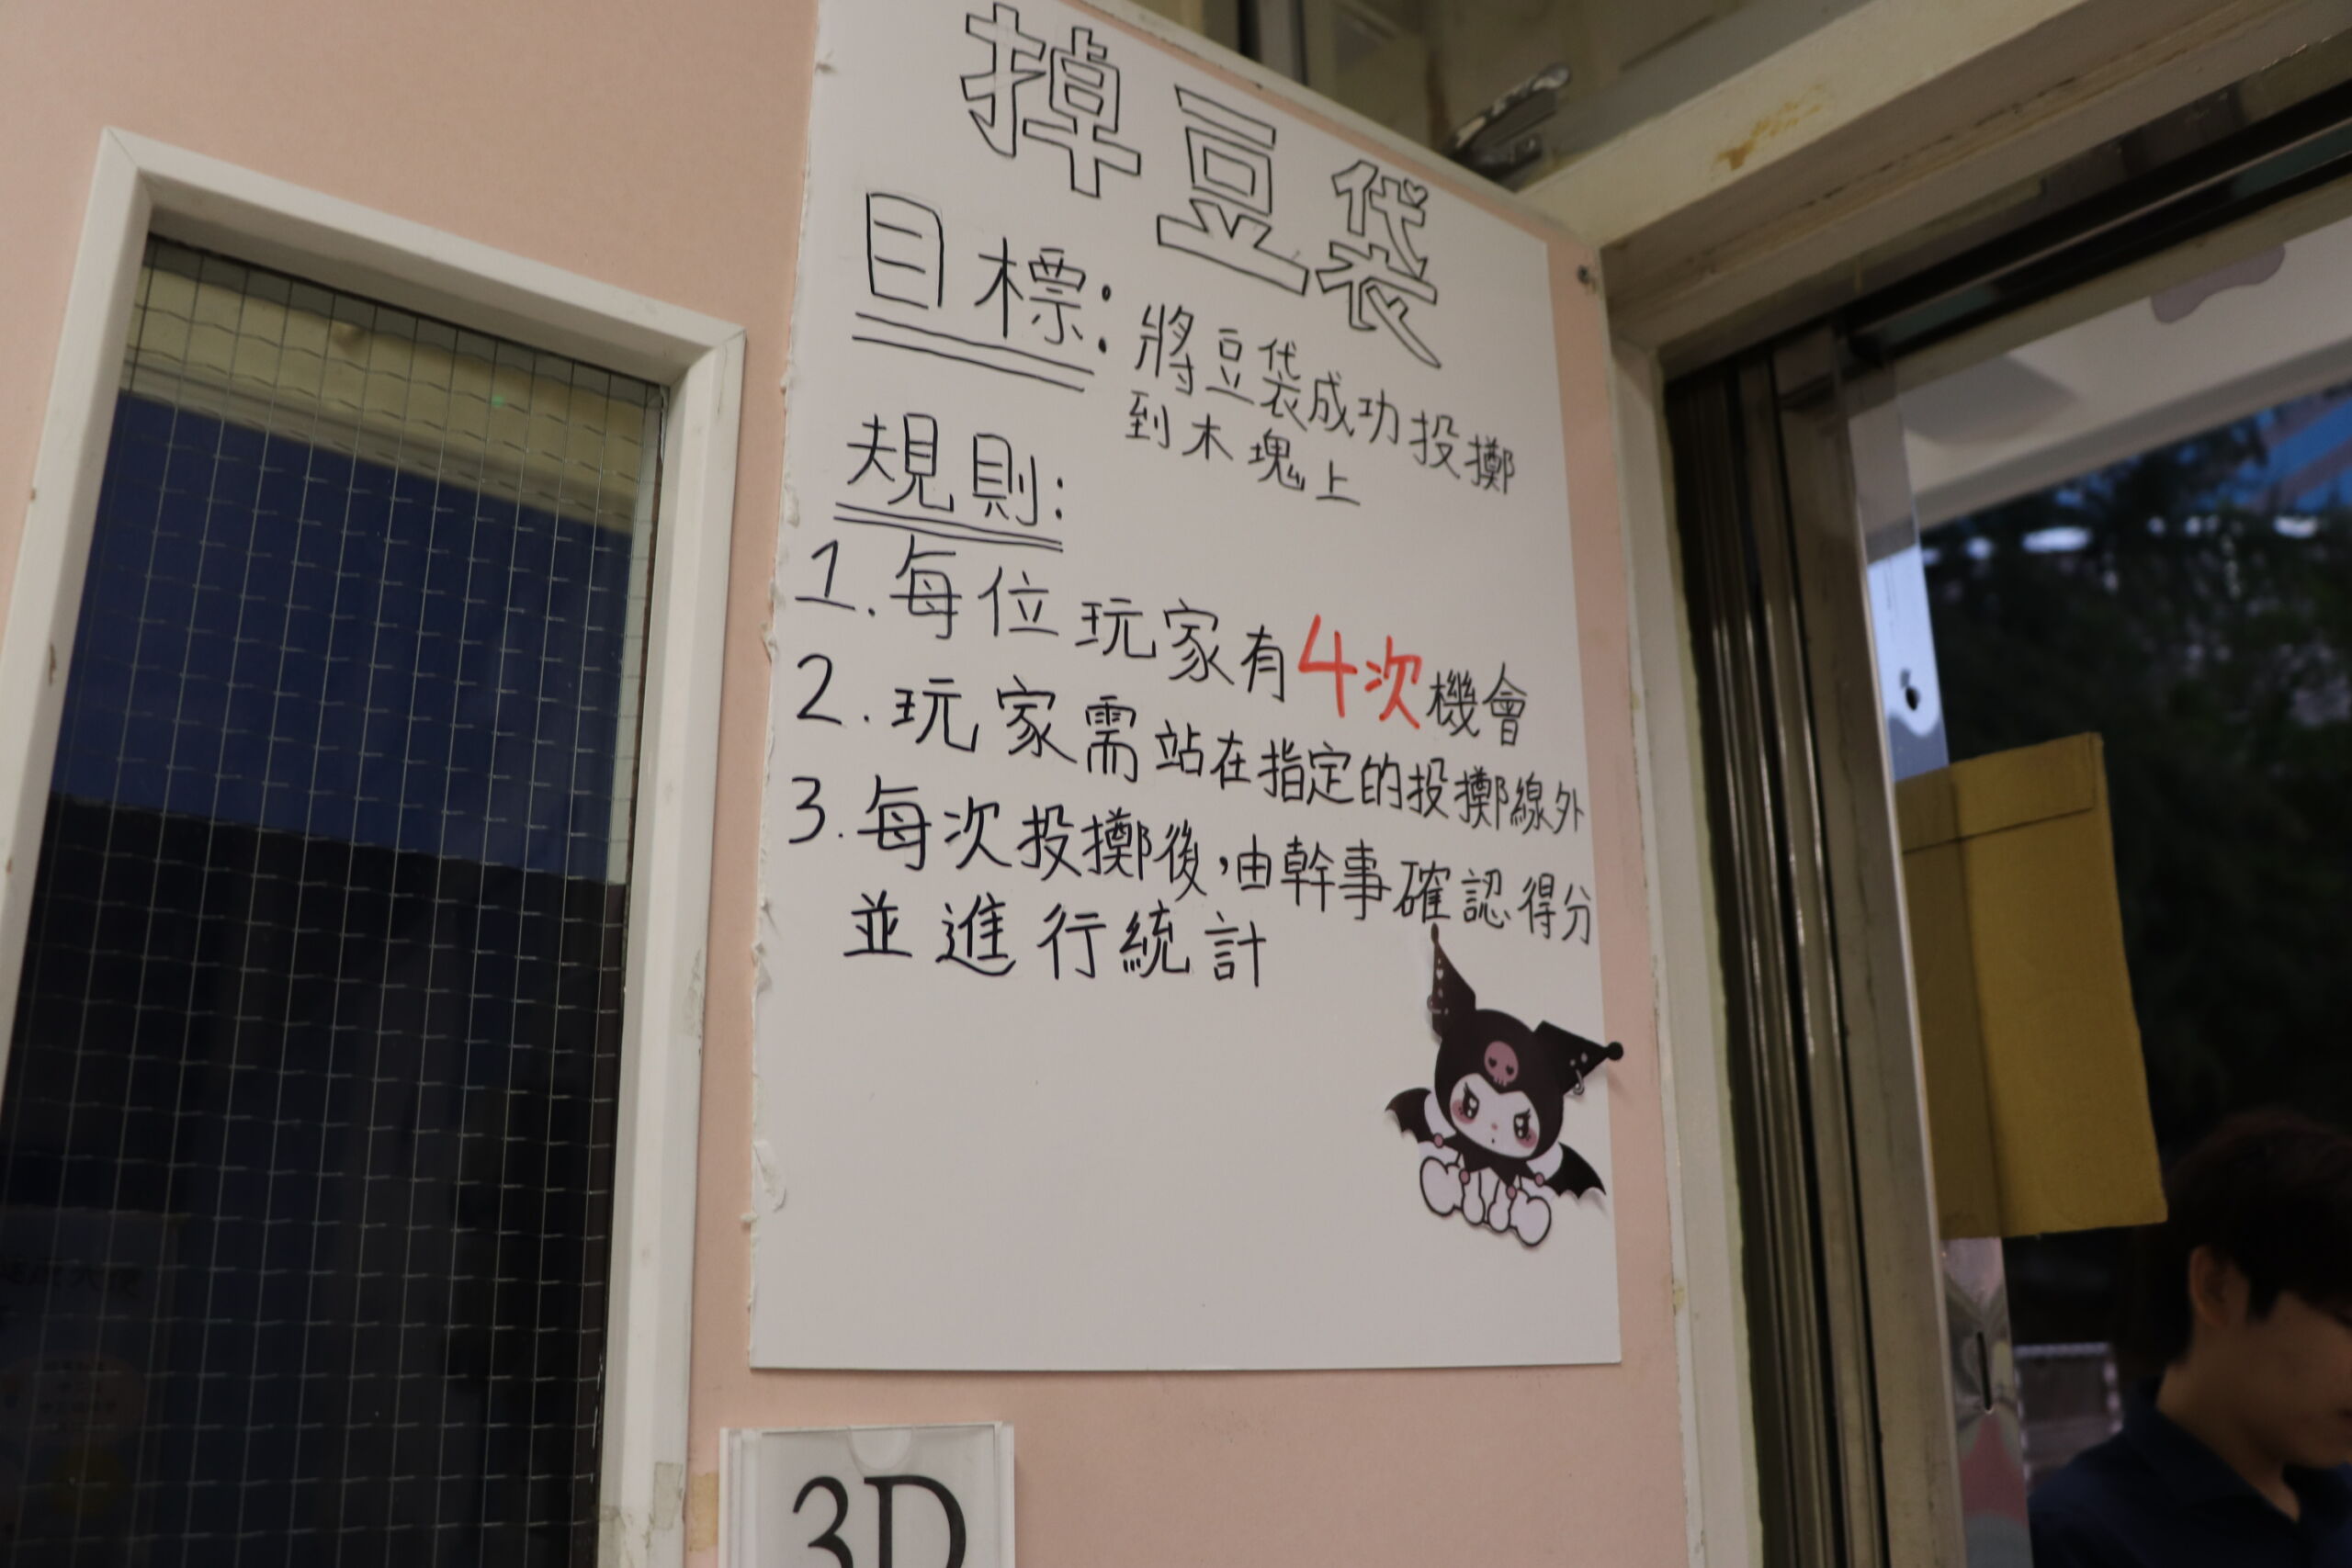 掉豆袋
目標：將豆袋成功投擲
到木塊上
規則：
1. 每位玩家有4次機會
2. 玩家需站在指定的投擲線外
3. 每次投擲後，由幹事確認得分
並進行統計
3D